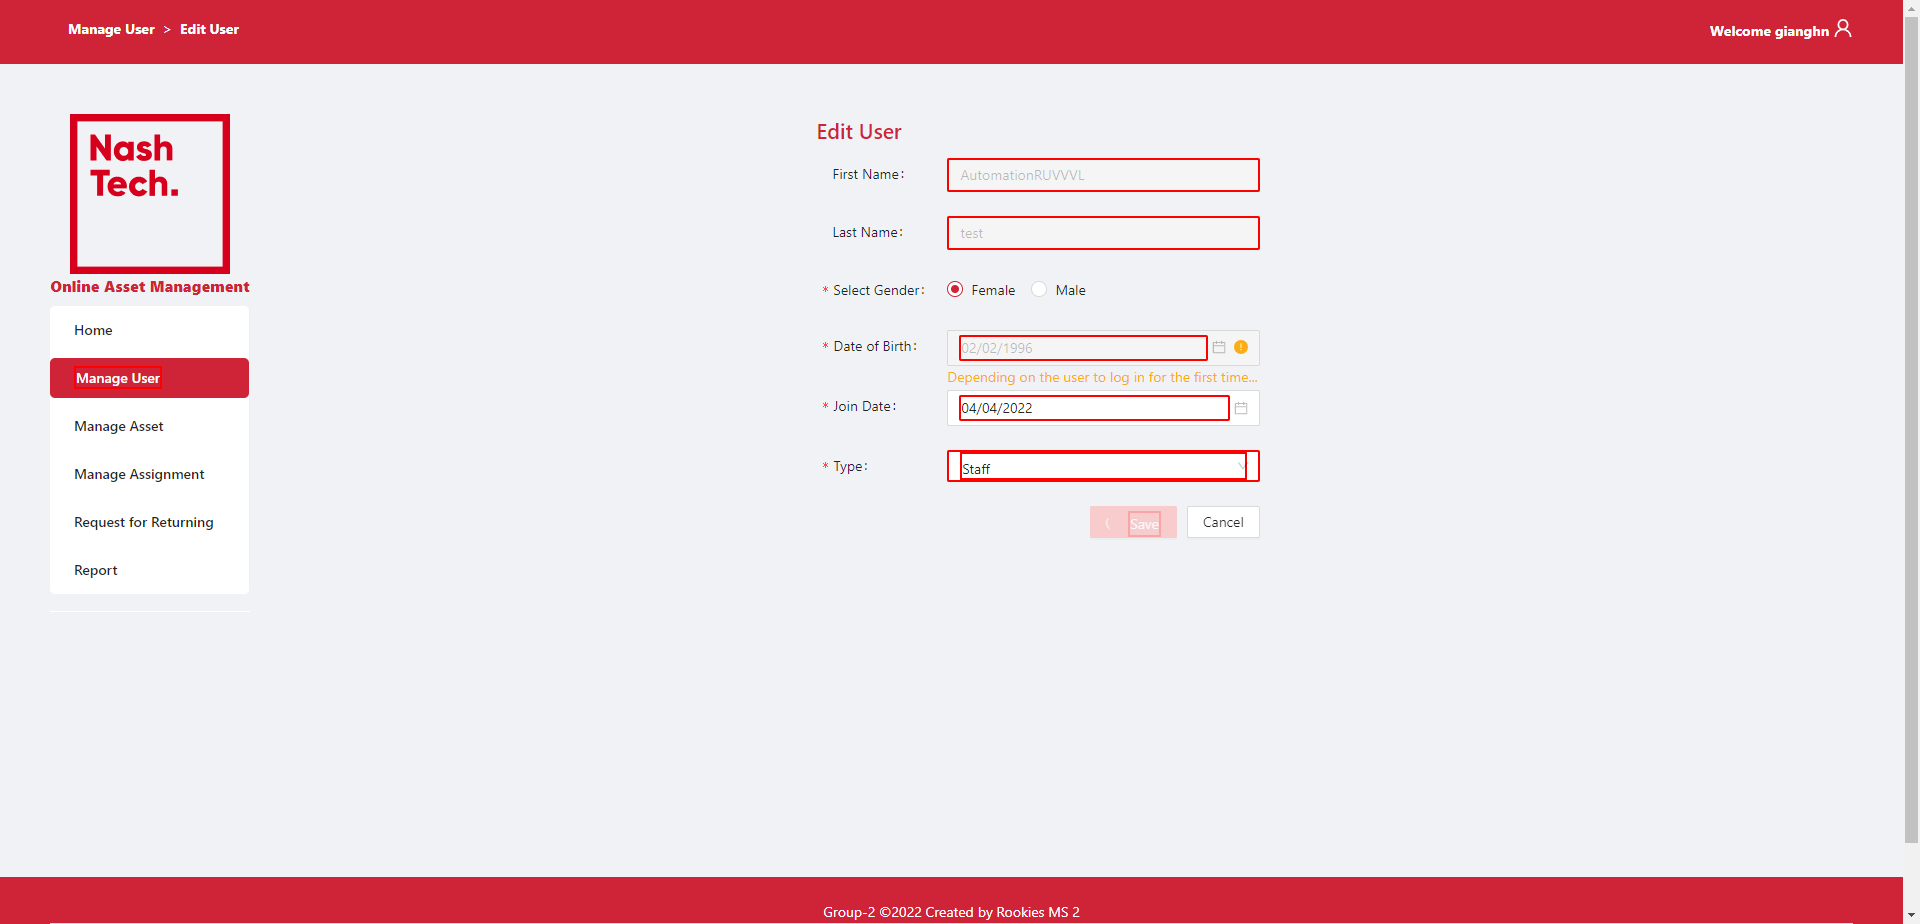 Manage User > Edit User
Welcome gianghn
Nash
Tech.
Online Asset Management
Home
Manage User
Manage Asset
Manage Assignment
Request for Returning
Report
Edit User
First Name:
AutomationRUVVVL
Last Name:
test
* Select Gender:
Female
Male
* Date of Birth:
02/02/1996
Depending on the user to log in for the first time...
* Join Date:
04/04/2022
* Type:
Staff
Save
Cancel
Group-2 ©2022 Created by Rookies MS 2